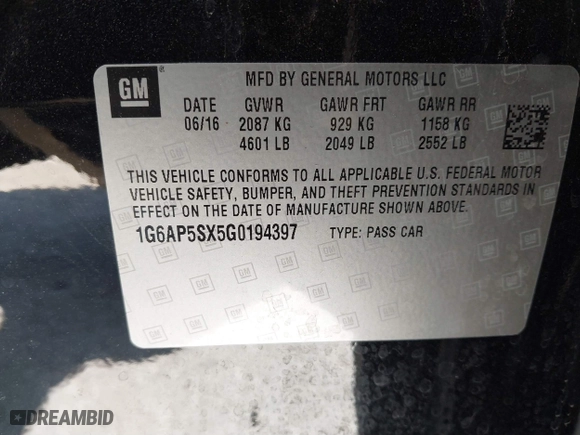 GM ® MFD BY GENERAL MOTORS LLC
DATE GVWR GAWR FRT GAWR RR
06/16 2087 KG 929 KG 1158 KG
4601 LB 2049 LB 2552 LB
THIS VEHICLE CONFORMS TO ALL APPLICABLE U.S. FEDERAL MOTOR
VEHICLE SAFETY, BUMPER, AND THEFT PREVENTION STANDARDS IN
EFFECT ON THE DATE OF MANUFACTURE SHOWN ABOVE.
1G6AP5SX5G0194397 TYPE: PASS CAR
DREAMBID